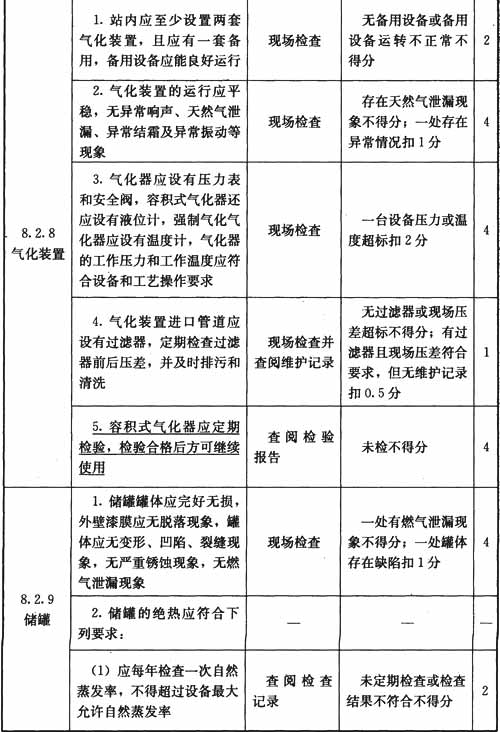 1. 站内应至少设置两套
气化装置，且应有一套备
用，备用设备应能良好运行
现场检查
无备用设备或备用
设备运转不正常不
得分
2
2. 气化装置的运行应平
稳，无异常响声、天然气泄
漏、异常结霜及异常振动等
现象
现场检查
存在天然气泄漏现
象不得分；一处存在
异常情况扣1分
4
8.2.8
气化装置
3. 气化器应设有压力表
和安全阀，容积式气化器还
应设有液位计，强制气化气
化器应设有温度计，气化器
的工作压力和工作温度应符
合设备和工艺操作要求
现场检查
一台设备压力或温
度超标扣2分
4
4. 气化装置进口管道应
设有过滤器，定期检查过滤
器前后压差，并及时排污和
清洗
现场检查并
查阅维护记录
无过滤器或现场压
差超标不得分；有过
滤器且现场压差符合
要求，但无维护记录
扣0.5分
1
5. 容积式气化器应定期
检验，检验合格后方可继续
使用
查阅检验
报告
未检不得分
4
8.2.9
储罐
1. 储罐罐体应完好无损，
外壁漆膜应无脱落现象，罐
体应无变形、凹陷、裂缝现
象，无严重锈蚀现象，无燃
气泄漏现象
现场检查
一处有燃气泄漏现
象不得分；一处罐体
存在缺陷扣1分
4
2. 储罐的绝热应符合下
列要求：
—
—
—
（1）应每年检查一次自然
蒸发率，不得超过设备最大
允许自然蒸发率
查阅检查
记录
未定期检查或检查
结果不符合不得分
2